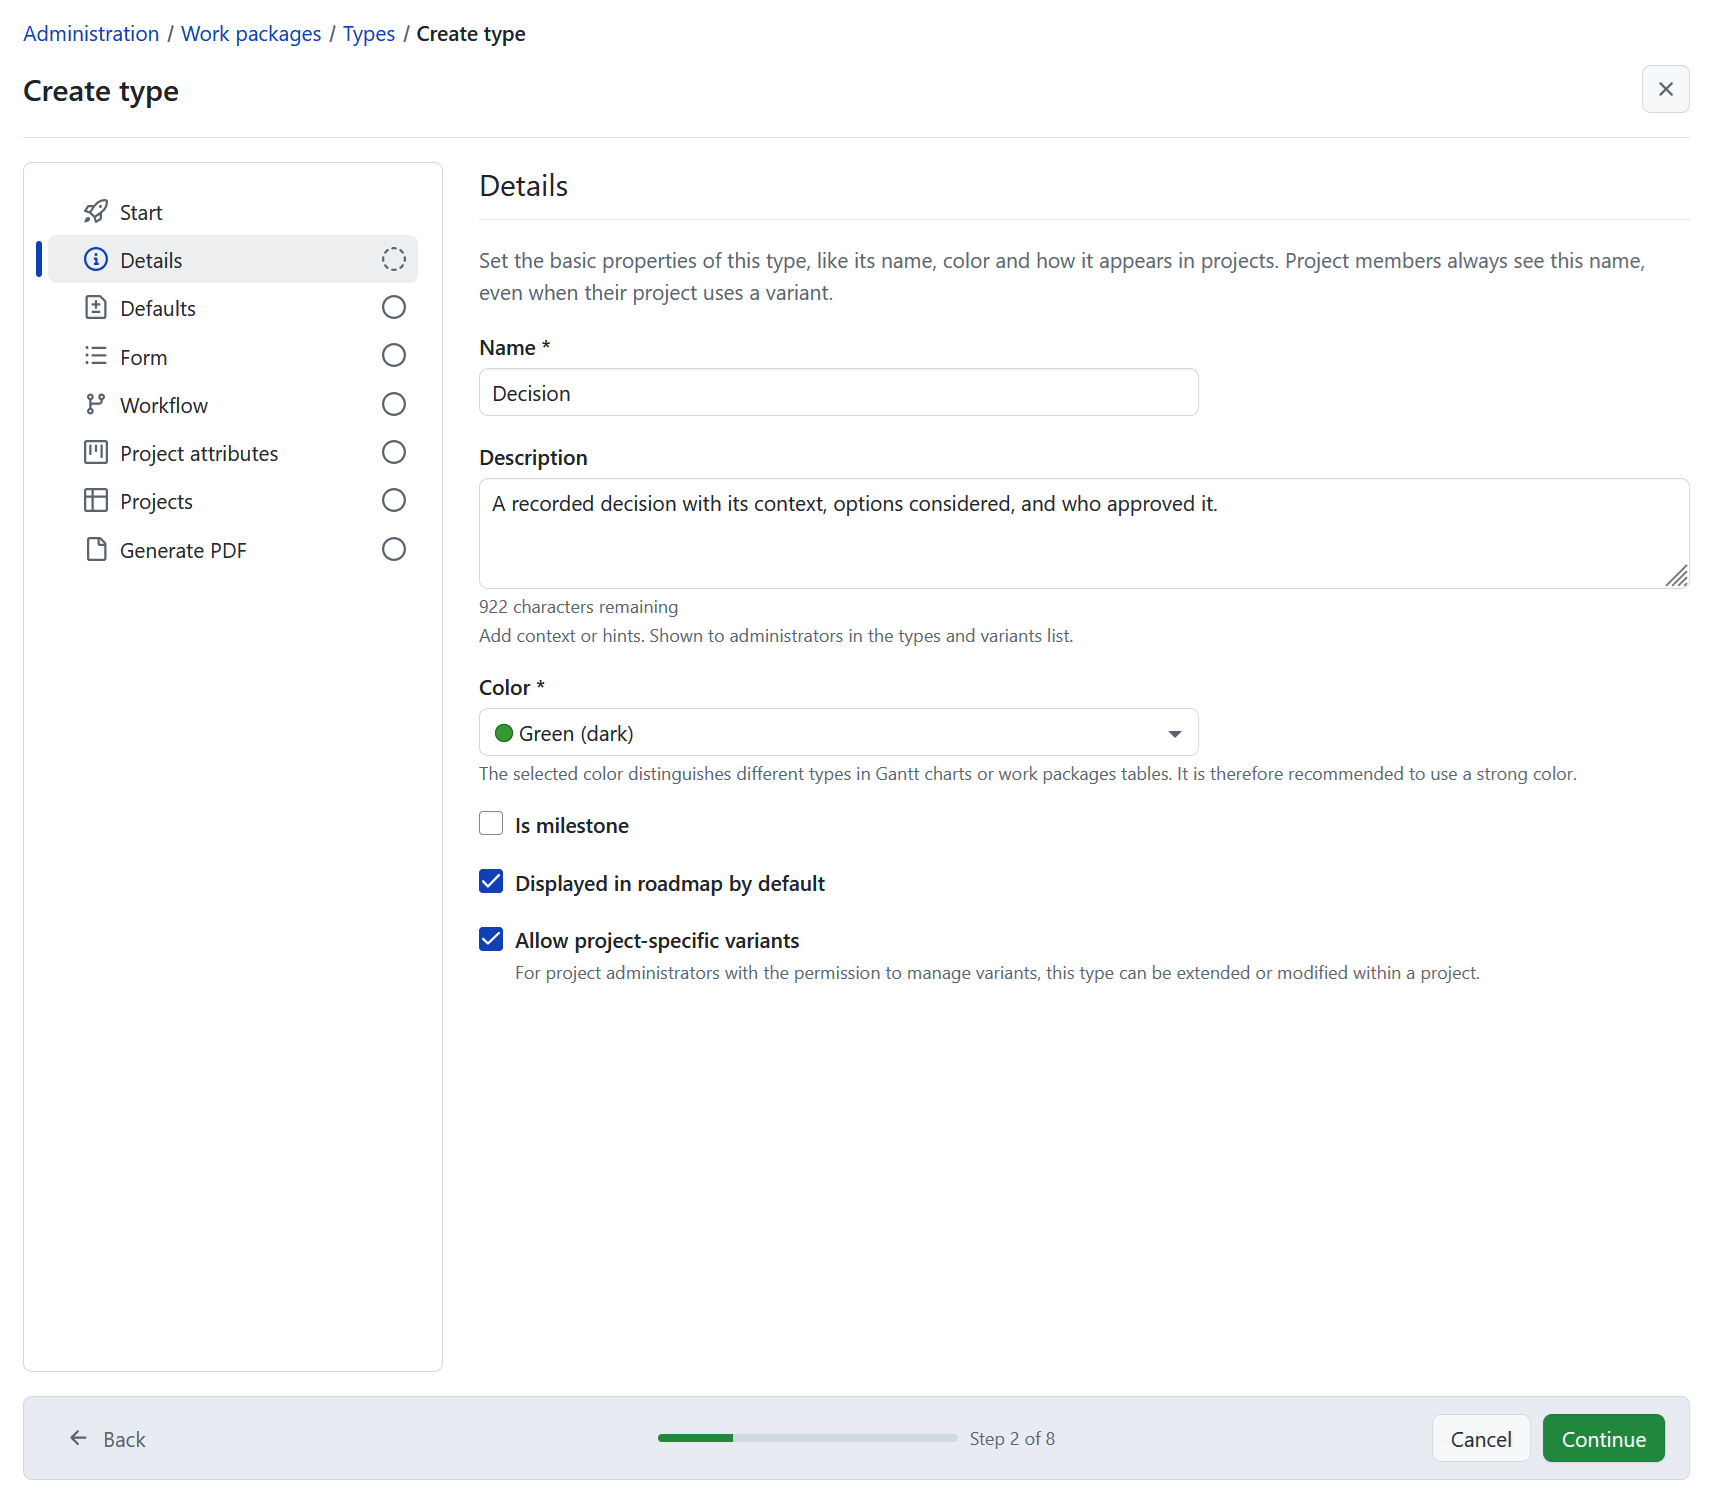 Administration / Work packages / Types / Create type
Create type
Start
Details
Defaults
Form
Workflow
Project attributes
Projects
Generate PDF
Details
Set the basic properties of this type, like its name, color and how it appears in projects. Project members always see this name,
even when their project uses a variant.
Name *
Decision
Description
A recorded decision with its context, options considered, and who approved it.
922 characters remaining
Add context or hints. Shown to administrators in the types and variants list.
Color *
Green (dark)
The selected color distinguishes different types in Gantt charts or work packages tables. It is therefore recommended to use a strong color.
Is milestone
Displayed in roadmap by default
Allow project-specific variants
For project administrators with the permission to manage variants, this type can be extended or modified within a project.
Back
Step 2 of 8
Cancel
Continue